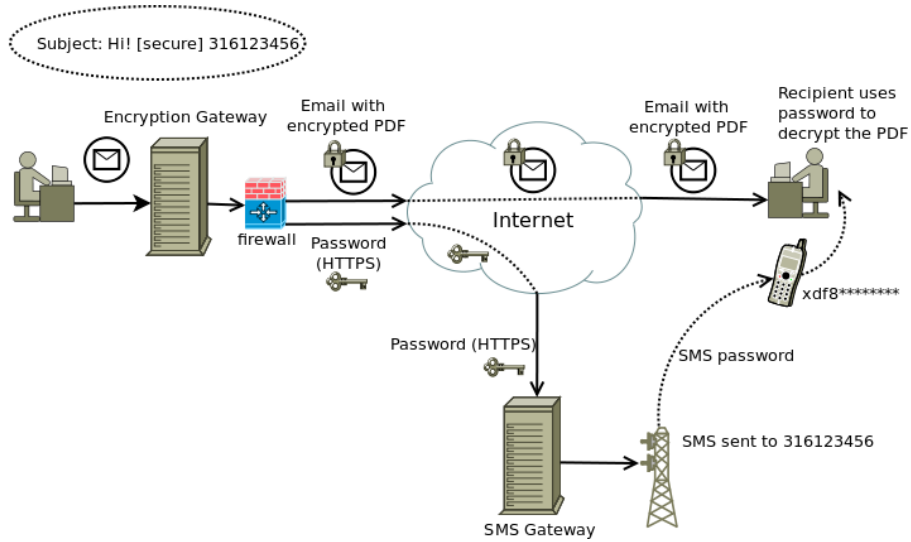 Subject: Hi! [secure] 316123456
Encryption Gateway
Email with
encrypted PDF
Email with
encrypted PDF
Recipient uses
password to
decrypt the PDF
Internet
firewall
Password
(HTTPS)
xdf8********
Password (HTTPS)
SMS password
SMS sent to 316123456
SMS Gateway